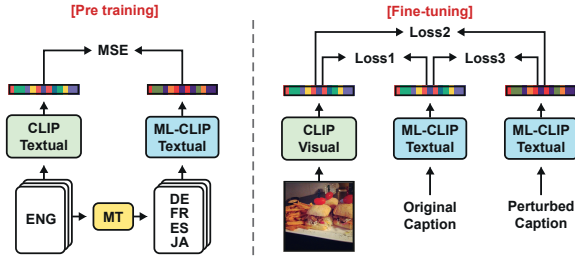 [Pre training]
MSE
CLIP
Textual
ML-CLIP
Textual
ENG
MT
DE
FR
ES
JA
[Fine-tuning]
Loss2
Loss1
Loss3
CLIP
Visual
ML-CLIP
Textual
ML-CLIP
Textual
Original
Caption
Perturbed
Caption